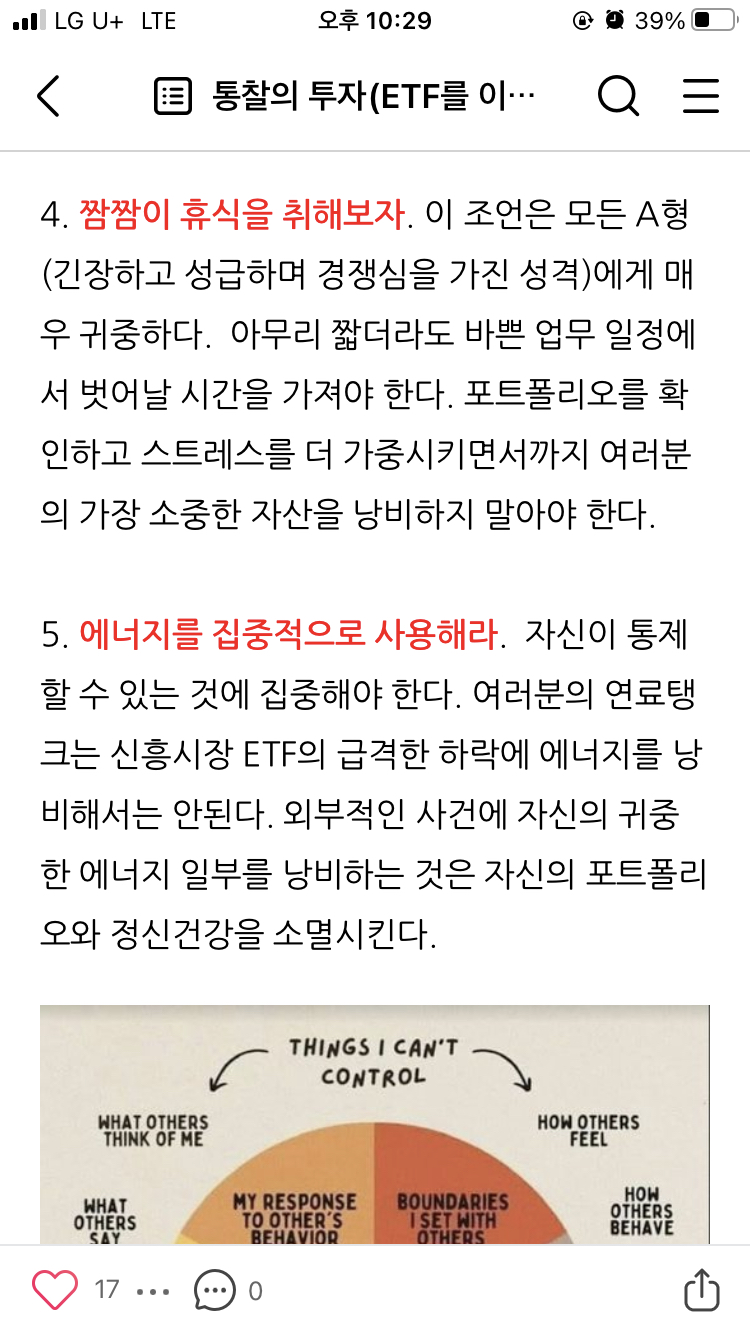 LG U+ LTE 오후 10:29 39%
통찰의 투자(ETF를 이…
4. 짬짬이 휴식을 취해보자. 이 조언은 모든 A형
(긴장하고 성급하며 경쟁심을 가진 성격)에게 매
우 귀중하다. 아무리 짧더라도 바쁜 업무 일정에
서 벗어날 시간을 가져야 한다. 포트폴리오를 확
인하고 스트레스를 더 가중시키면서까지 여러분
의 가장 소중한 자산을 낭비하지 말아야 한다.
5. 에너지를 집중적으로 사용해라. 자신이 통제
할 수 있는 것에 집중해야 한다. 여러분의 연료탱
크는 신흥시장 ETF의 급격한 하락에 에너지를 낭
비해서는 안된다. 외부적인 사건에 자신의 귀중
한 에너지 일부를 낭비하는 것은 자신의 포트폴리
오와 정신건강을 소멸시킨다.
THINGS I CAN'T
CONTROL
WHAT OTHERS
THINK OF ME
HOW OTHERS
FEEL
WHAT
OTHERS
SAY
MY RESPONSE
TO OTHER'S
BEHAVIOR
BOUNDARIES
I SET WITH
OTHERS
HOW
OTHERS
BEHAVE
17 0